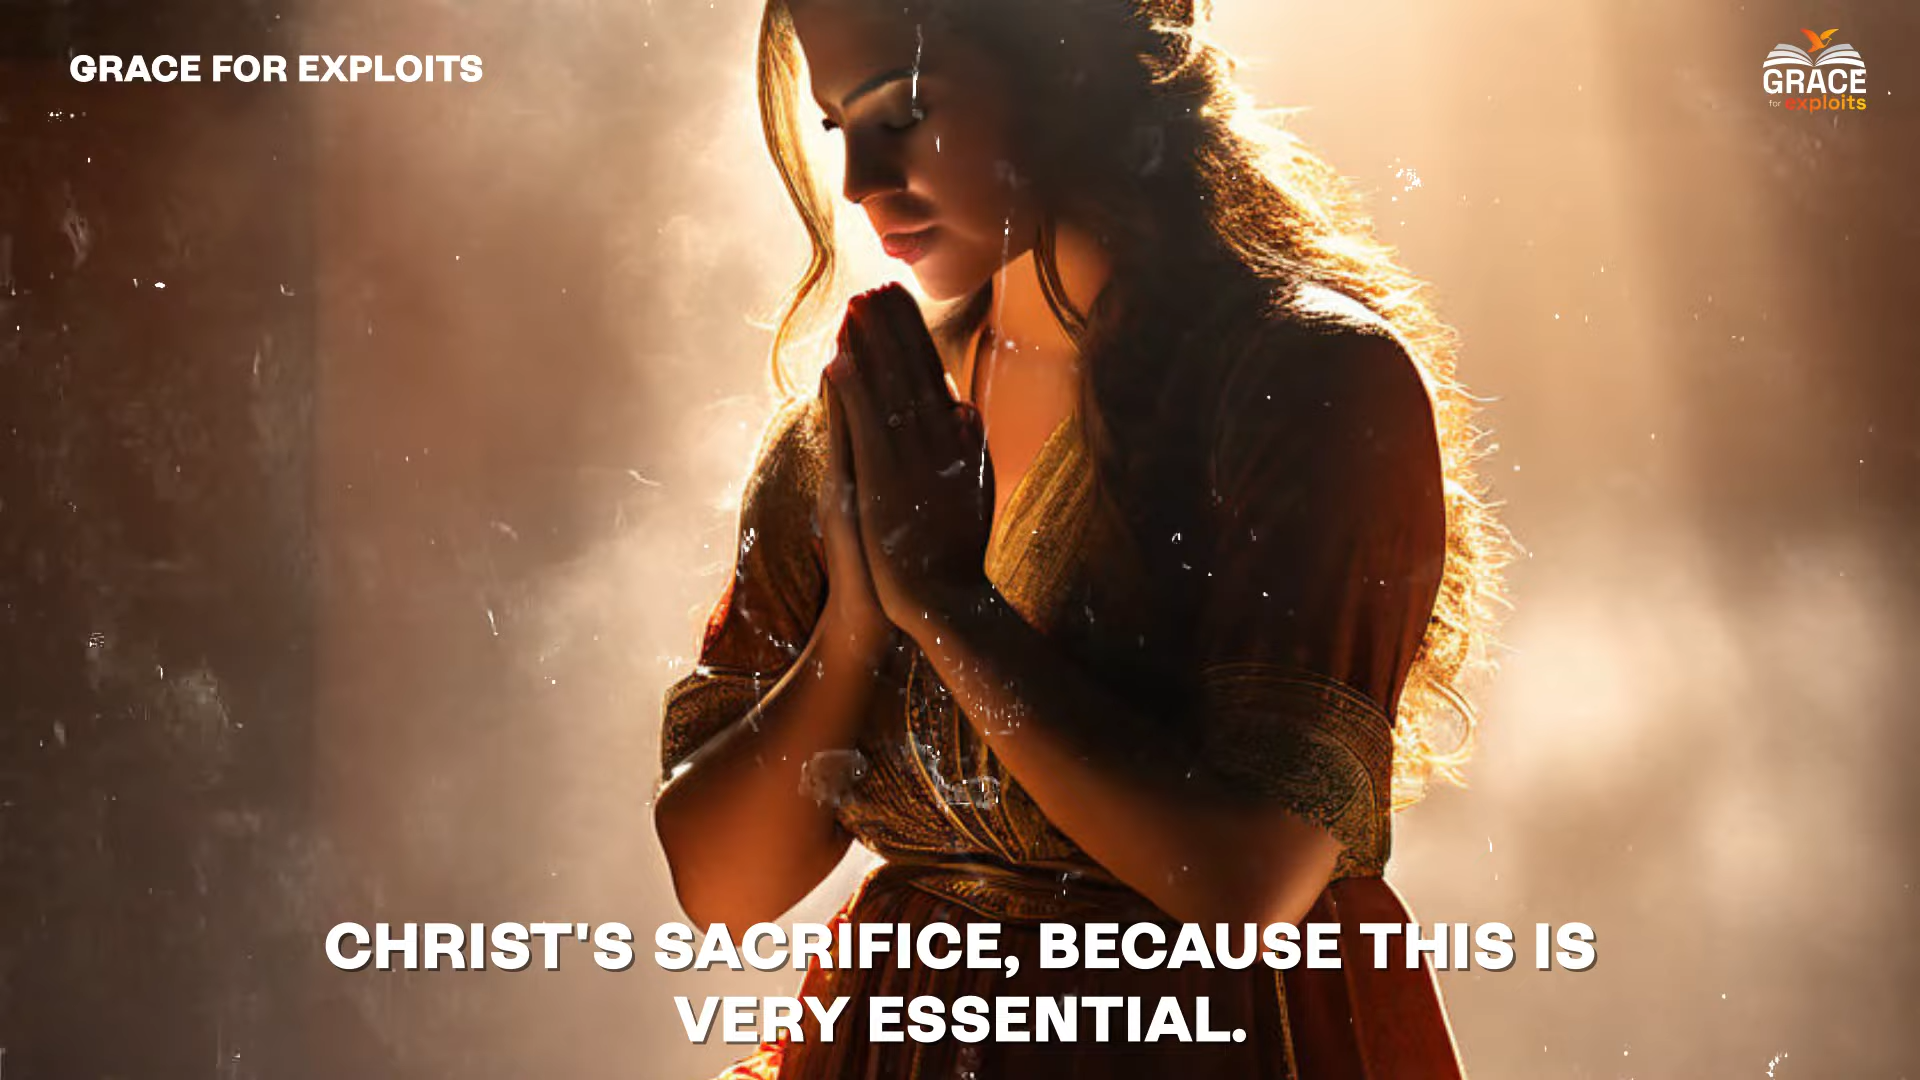 GRACE FOR EXPLOITS
GRACE
for exploits
CHRIST'S SACRIFICE, BECAUSE THIS IS
VERY ESSENTIAL.